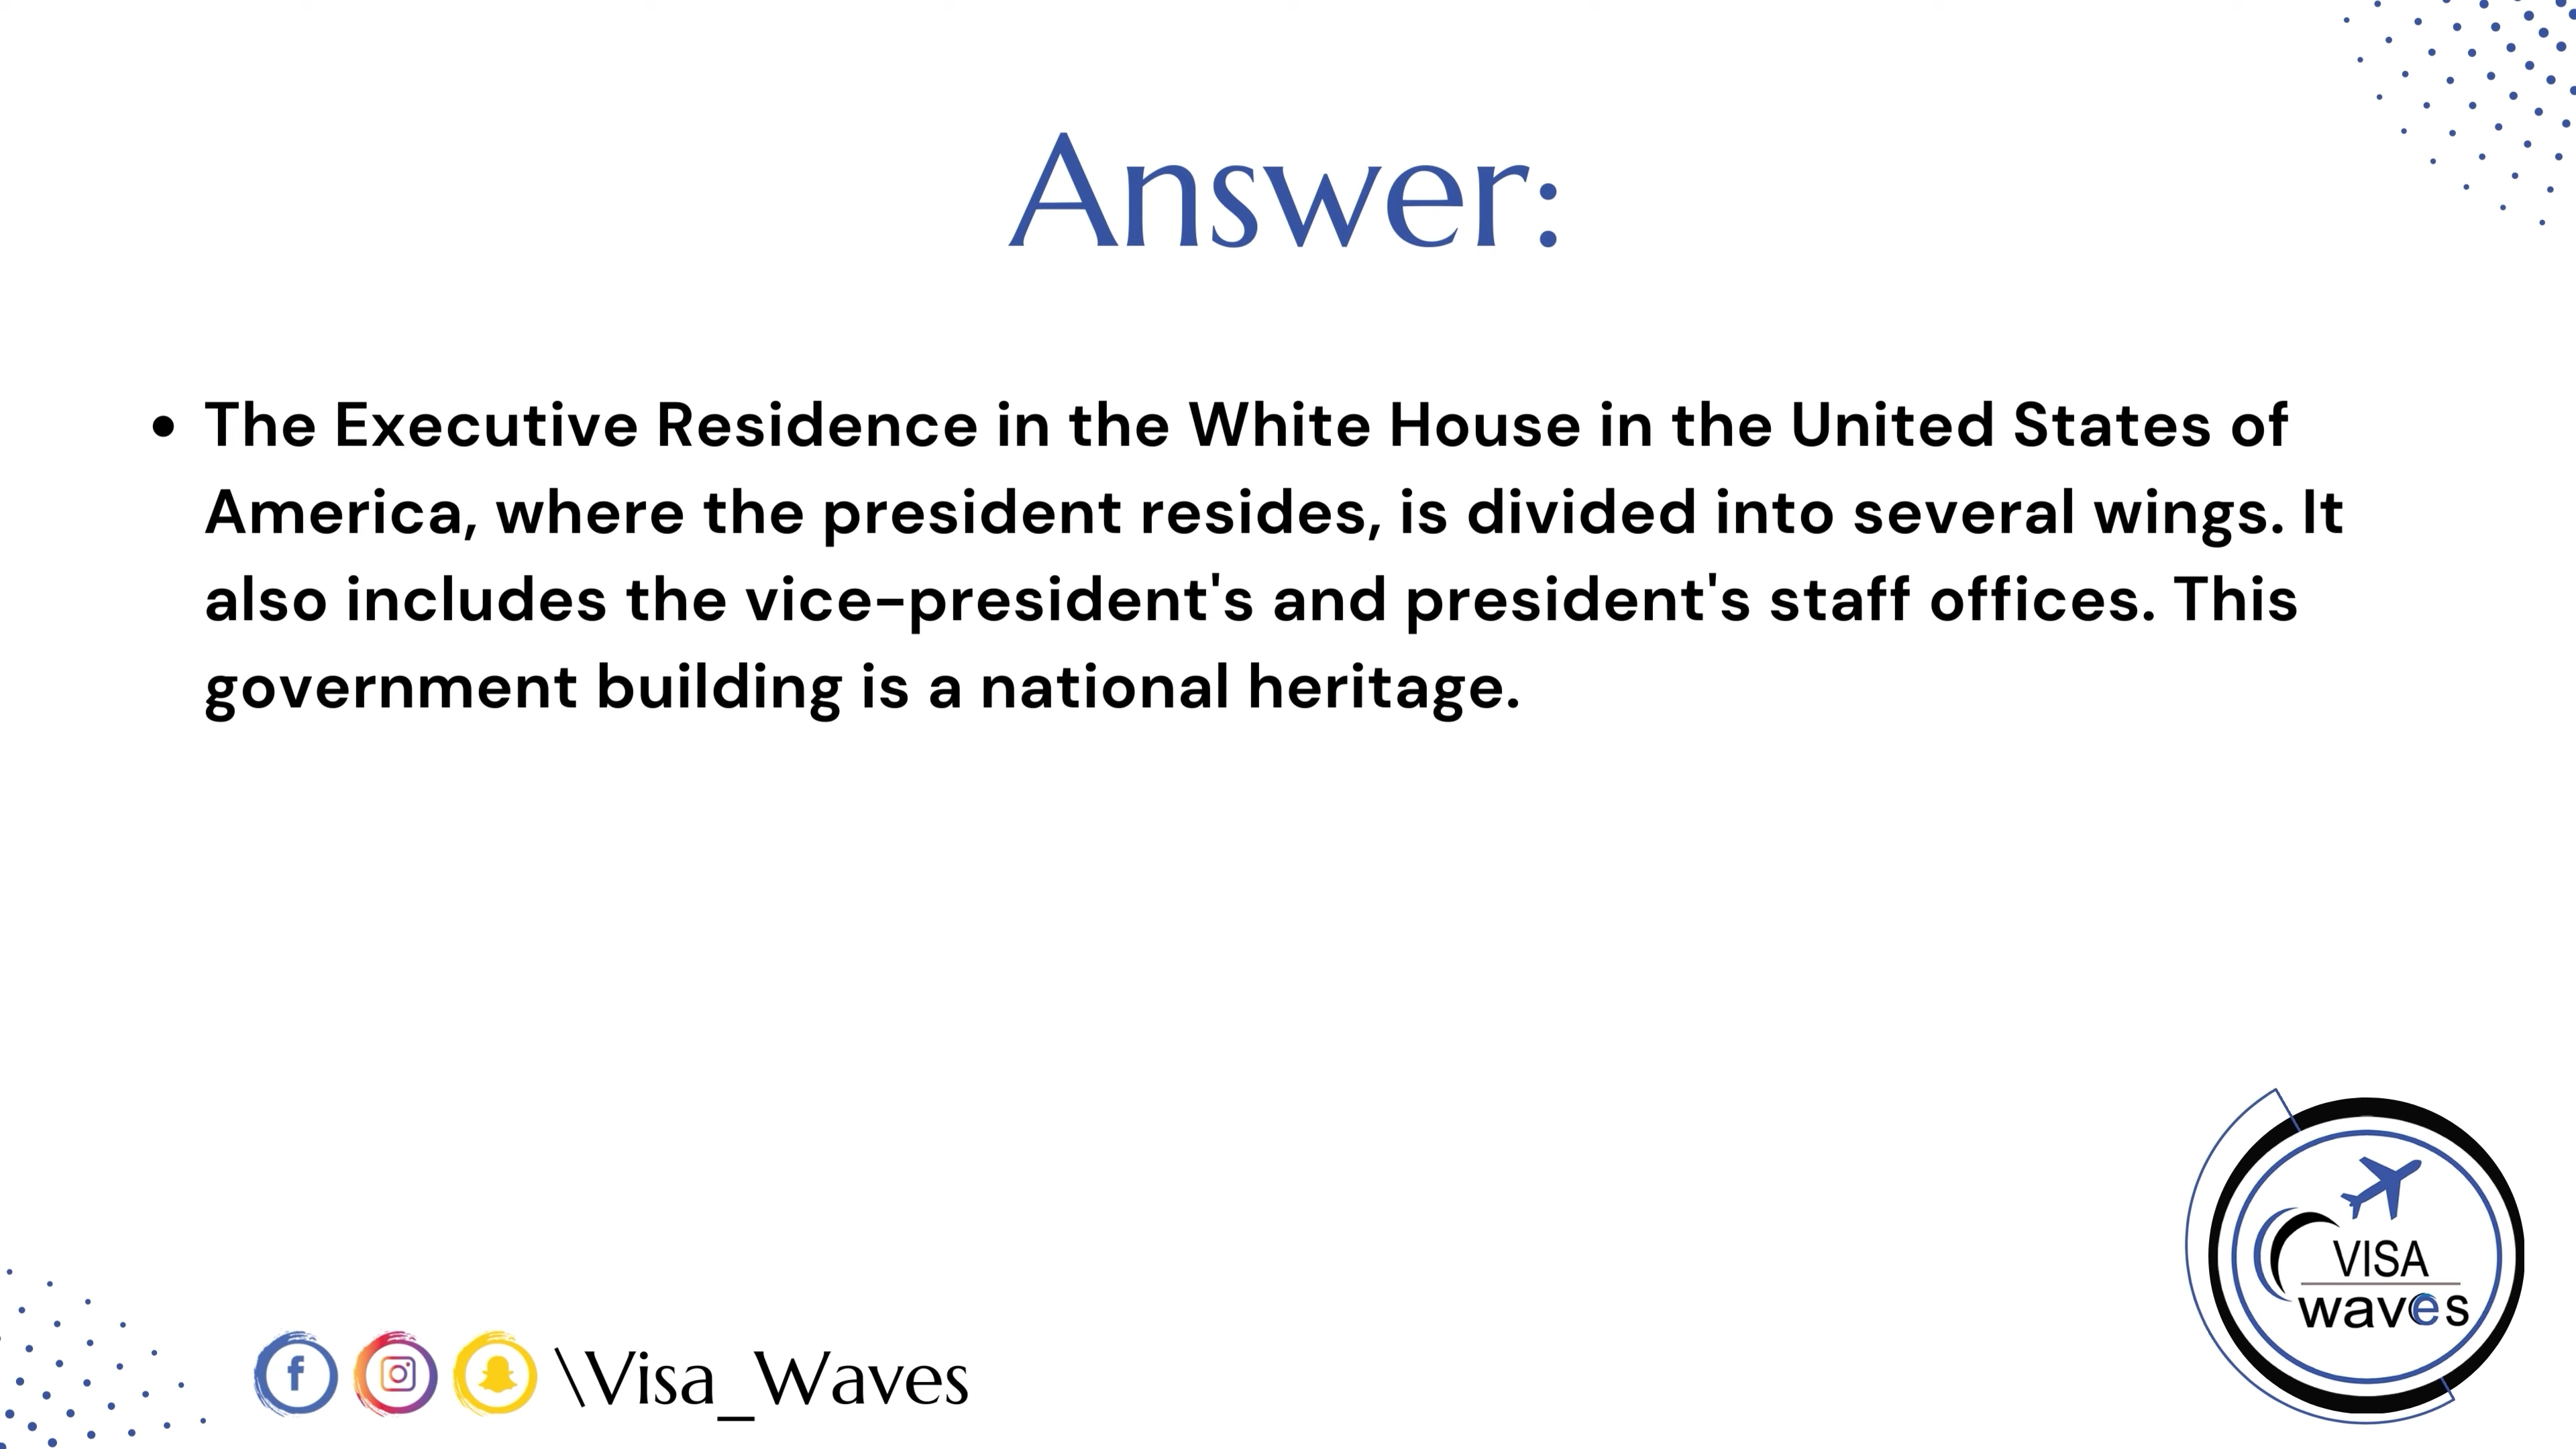 Answer:
• The Executive Residence in the White House in the United States of
America, where the president resides, is divided into several wings. It
also includes the vice-president's and president's staff offices. This
government building is a national heritage.
\Visa_Waves
VISA
waves